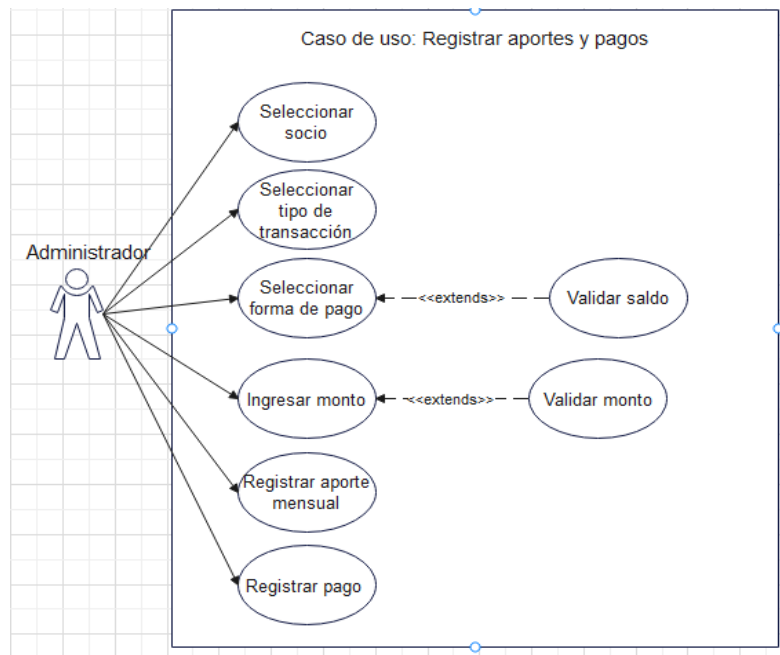 Caso de uso: Registrar aportes y pagos
Seleccionar
socio
Seleccionar
tipo de
transacción
Administrador
Seleccionar
forma de pago
<<extends>>
Validar saldo
Ingresar monto
<<extends>>
Validar monto
Registrar aporte
mensual
Registrar pago